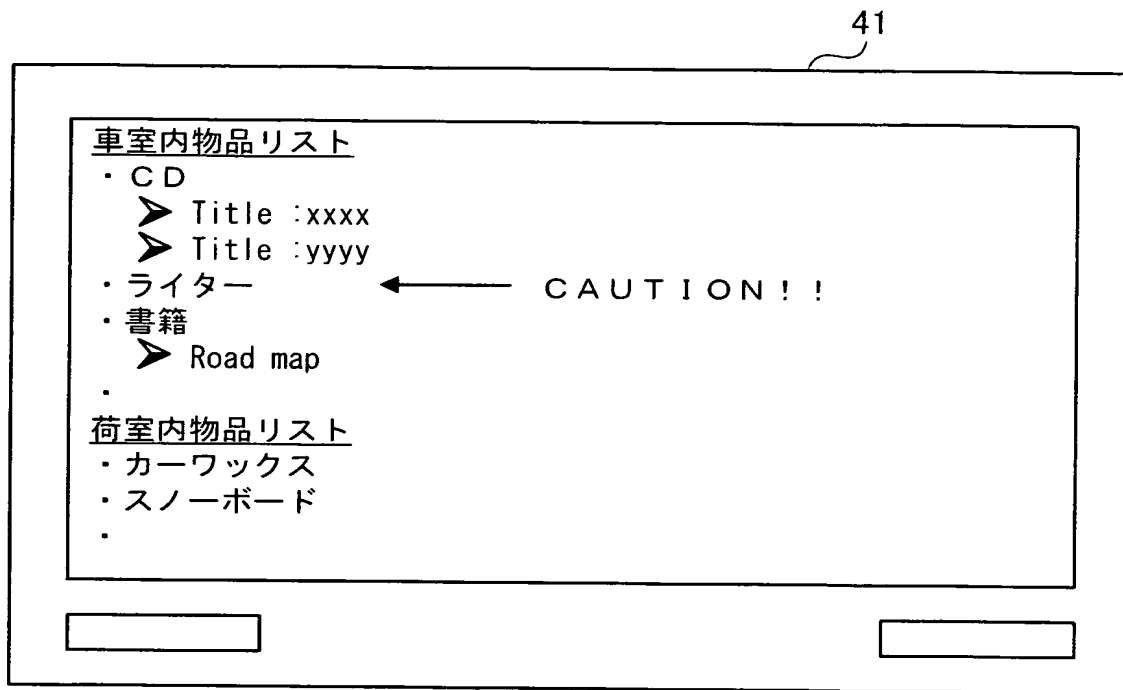 41
車室内物品リスト
・ＣＤ
➤ Title :xxxx
➤ Title :yyyy
・ライター ← ＣＡＵＴＩＯＮ！！
・書籍
➤ Road map
・
荷室内物品リスト
・カーワックス
・スノーボード
・